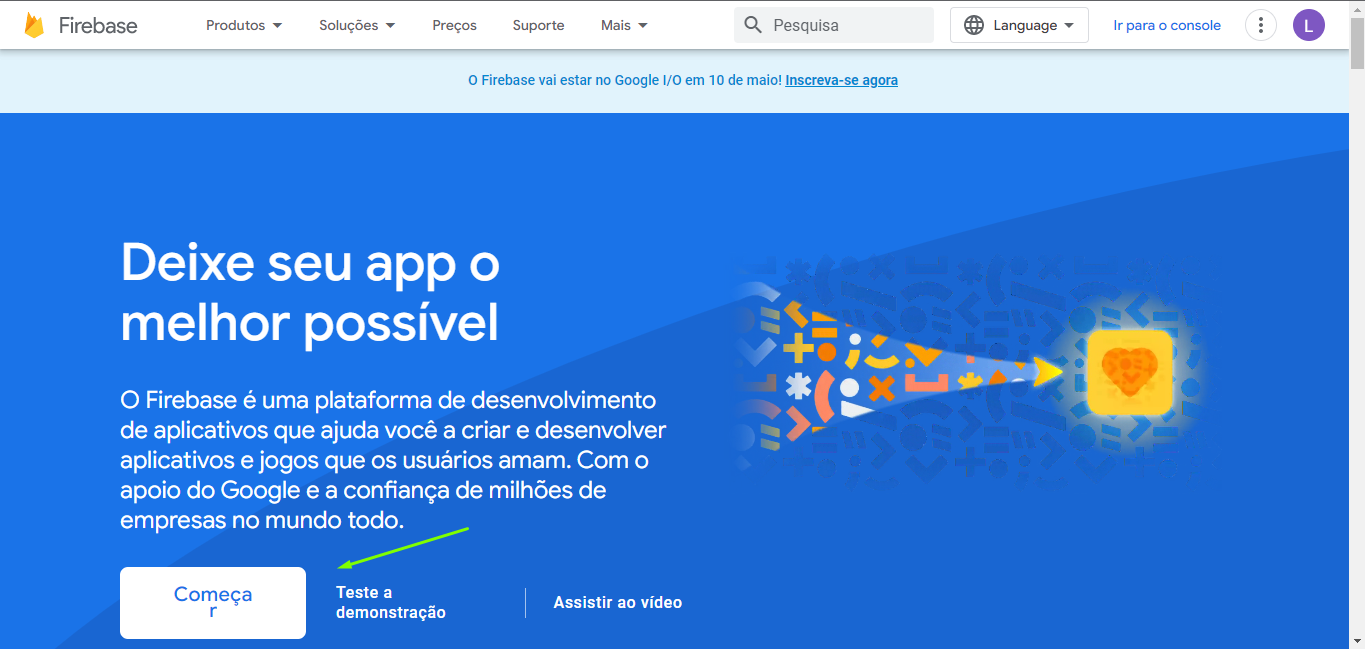 Firebase Produtos Soluções Preços Suporte Mais Pesquisa Language Ir para o console L
O Firebase vai estar no Google I/O em 10 de maio! Inscreva-se agora
Deixe seu app o
melhor possível
O Firebase é uma plataforma de desenvolvimento
de aplicativos que ajuda você a criar e desenvolver
aplicativos e jogos que os usuários amam. Com o
apoio do Google e a confiança de milhões de
empresas no mundo todo.
Começa
r
Teste a
demonstração
Assistir ao vídeo